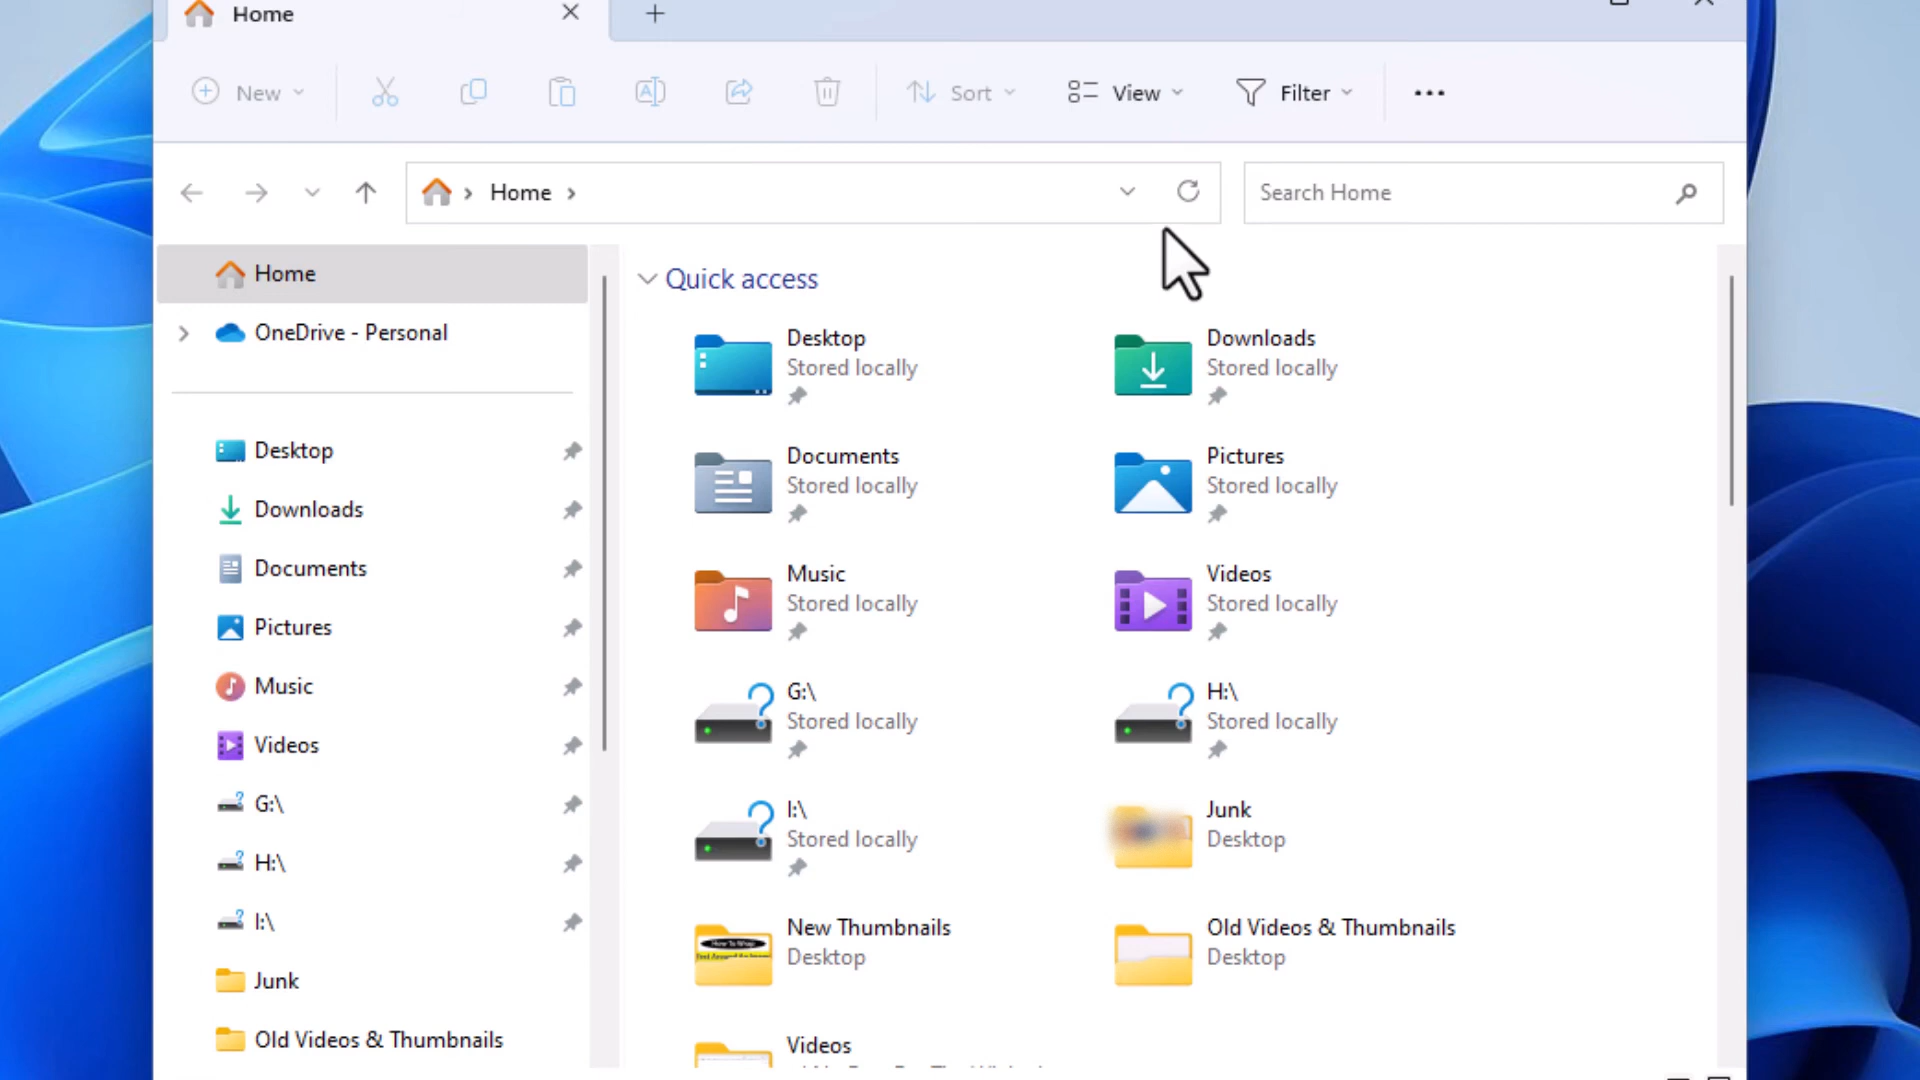 Home
New
Sort
View
Filter
Home
Search Home
Home
OneDrive - Personal
Desktop
Downloads
Documents
Pictures
Music
Videos
G:\
H:\
I:\
Junk
Old Videos & Thumbnails
Quick access
Desktop
Stored locally
Downloads
Stored locally
Documents
Stored locally
Pictures
Stored locally
Music
Stored locally
Videos
Stored locally
G:\
Stored locally
H:\
Stored locally
I:\
Stored locally
Junk
Desktop
New Thumbnails
Desktop
Old Videos & Thumbnails
Desktop
Videos